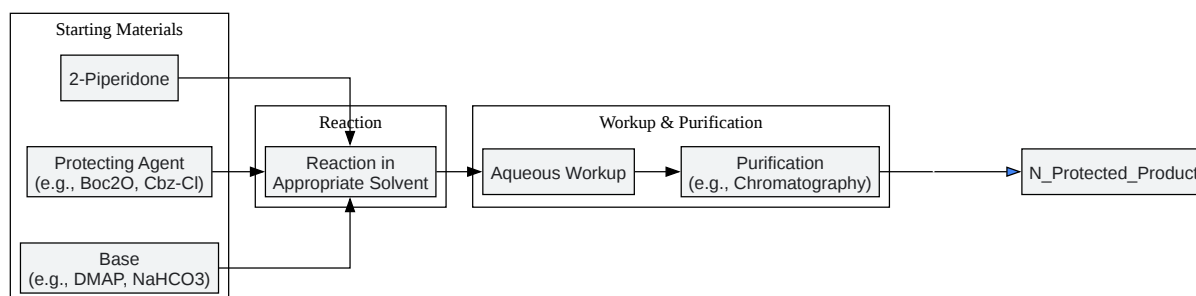 Starting Materials
2-Piperidone
Protecting Agent
(e.g., Boc2O, Cbz-Cl)
Base
(e.g., DMAP, NaHCO3)
Reaction
Reaction in
Appropriate Solvent
Workup & Purification
Aqueous Workup
Purification
(e.g., Chromatography)
N_Protected_Product